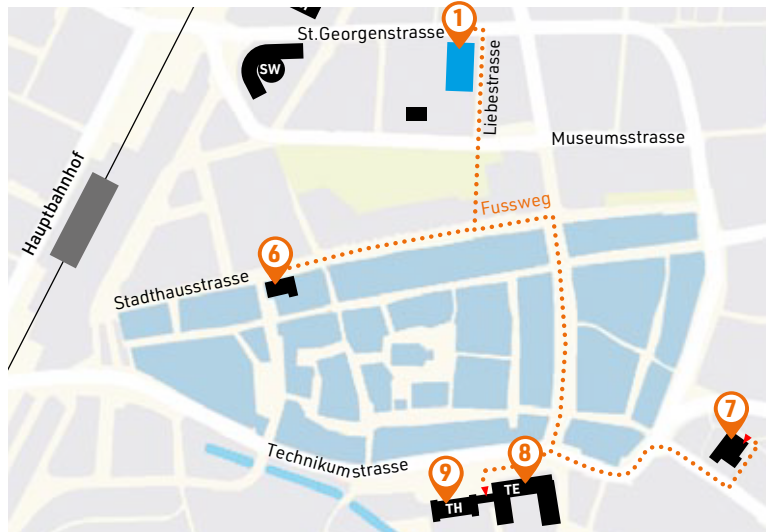 1
St.Georgenstrasse
SW
Liebestrasse
Museumsstrasse
Hauptbahnhof
Fussweg
6
Stadthausstrasse
7
8
Technikumstrasse
9
TE
TH